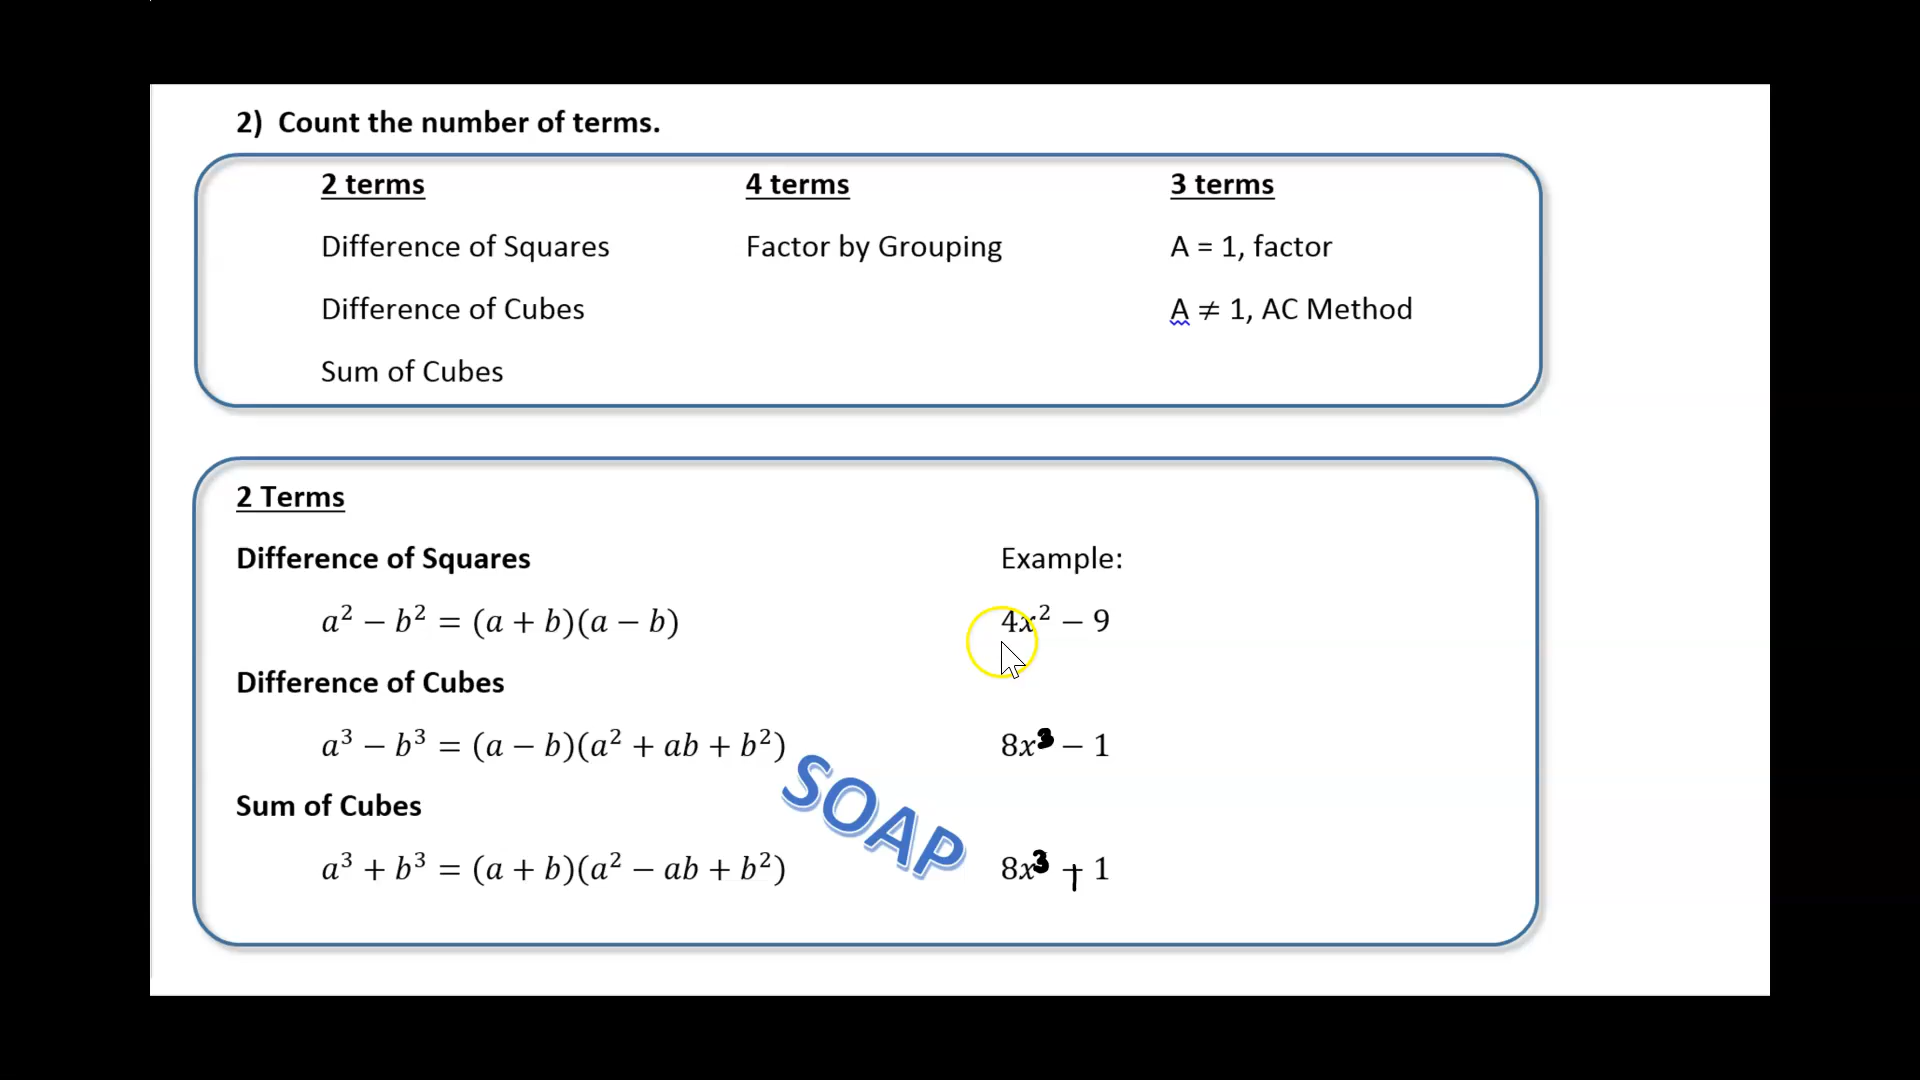 2) Count the number of terms.
2 terms 4 terms 3 terms
Difference of Squares Factor by Grouping A = 1, factor
Difference of Cubes A ≠ 1, AC Method
Sum of Cubes
2 Terms
Difference of Squares Example:
a² − b² = (a + b)(a − b) 4x² − 9
Difference of Cubes
a³ − b³ = (a − b)(a² + ab + b²) 8x³ − 1
SOAP
Sum of Cubes
a³ + b³ = (a + b)(a² − ab + b²) 8x³ + 1